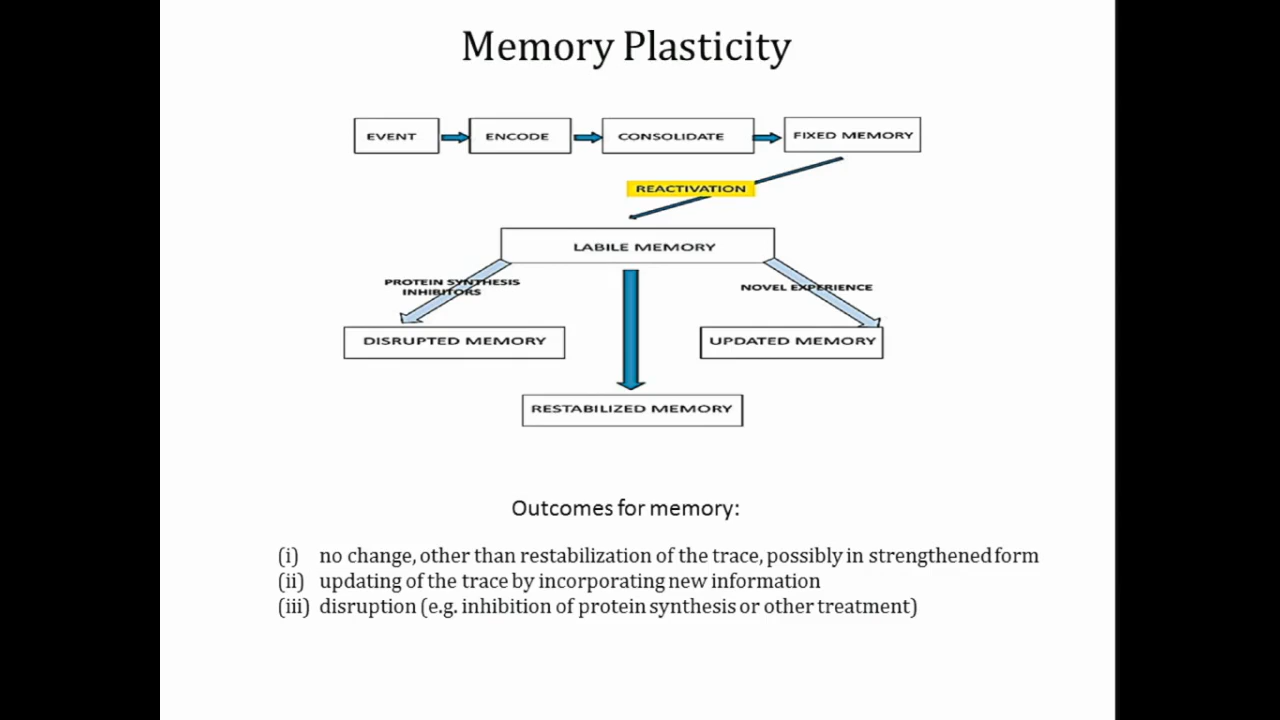 Memory Plasticity
EVENT
ENCODE
CONSOLIDATE
FIXED MEMORY
REACTIVATION
LABILE MEMORY
PROTEIN SYNTHESIS
INHIBITORS
NOVEL EXPERIENCE
DISRUPTED MEMORY
UPDATED MEMORY
RESTABILIZED MEMORY
Outcomes for memory:
(i) no change, other than restabilization of the trace, possibly in strengthened form
(ii) updating of the trace by incorporating new information
(iii) disruption (e.g. inhibition of protein synthesis or other treatment)